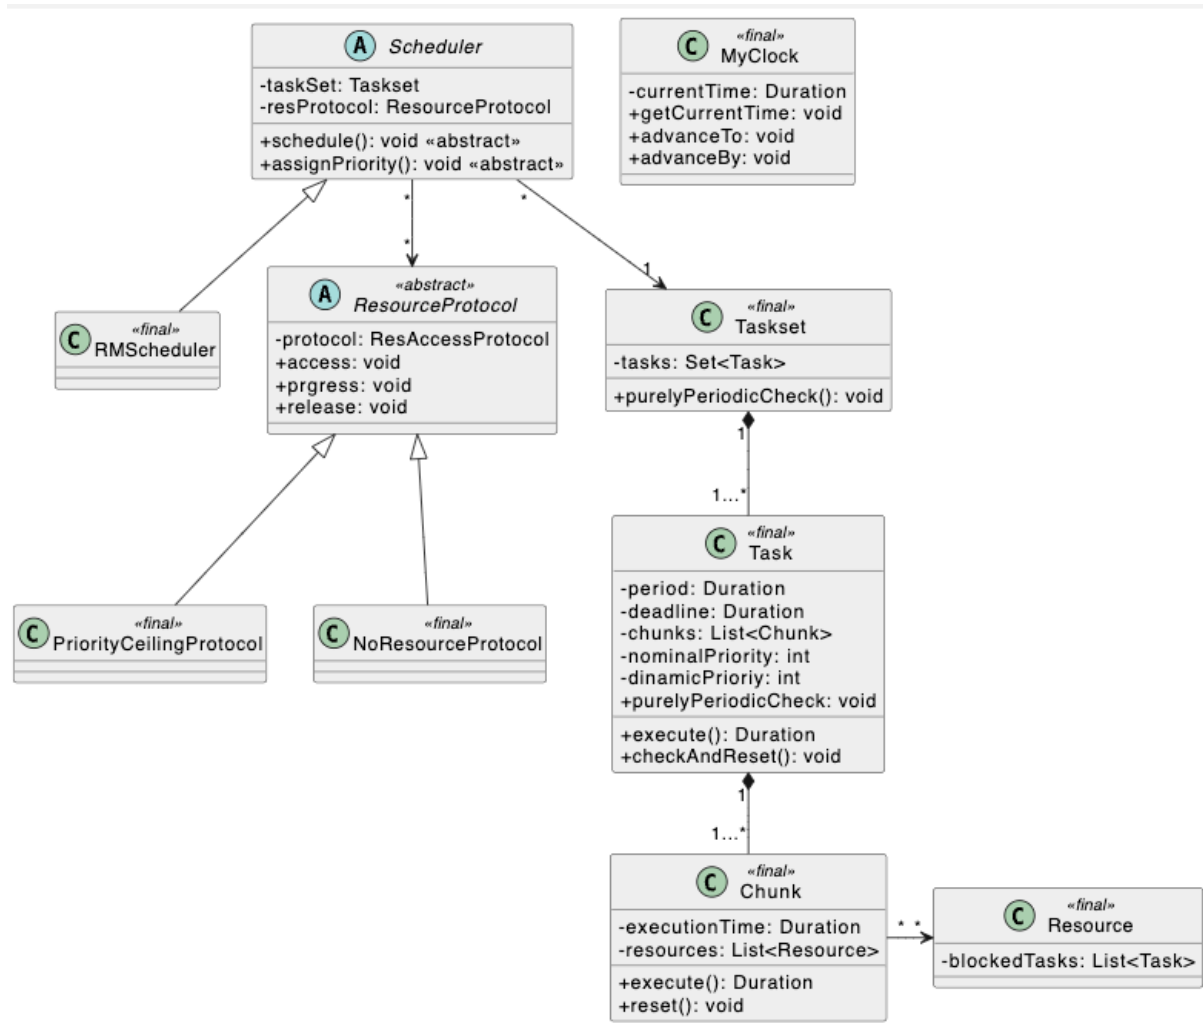 A Scheduler
-taskSet: Taskset
-resProtocol: ResourceProtocol
+schedule(): void «abstract»
+assignPriority(): void «abstract»
«final»
C MyClock
-currentTime: Duration
+getCurrentTime: void
+advanceTo: void
+advanceBy: void
*
*
*
1
«final»
C RMScheduler
«abstract»
A ResourceProtocol
-protocol: ResAccessProtocol
+access: void
+prgress: void
+release: void
«final»
C Taskset
-tasks: Set<Task>
+purelyPeriodicCheck(): void
1
1...*
«final»
C PriorityCeilingProtocol
«final»
C NoResourceProtocol
«final»
C Task
-period: Duration
-deadline: Duration
-chunks: List<Chunk>
-nominalPriority: int
-dinamicPrioriy: int
+purelyPeriodicCheck: void
+execute(): Duration
+checkAndReset(): void
1
1...*
«final»
C Chunk
-executionTime: Duration
-resources: List<Resource>
+execute(): Duration
+reset(): void
* *
«final»
C Resource
-blockedTasks: List<Task>